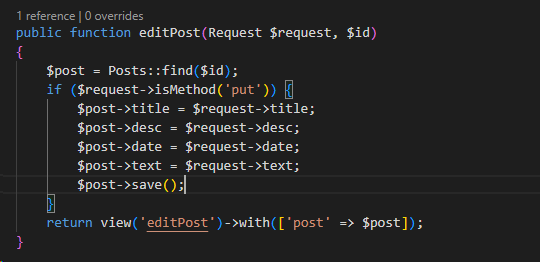 1 reference | 0 overrides
public function editPost(Request $request, $id)
{
    $post = Posts::find($id);
    if ($request->isMethod('put')) {
        $post->title = $request->title;
        $post->desc = $request->desc;
        $post->date = $request->date;
        $post->text = $request->text;
        $post->save();
    }
    return view('editPost')->with(['post' => $post]);
}